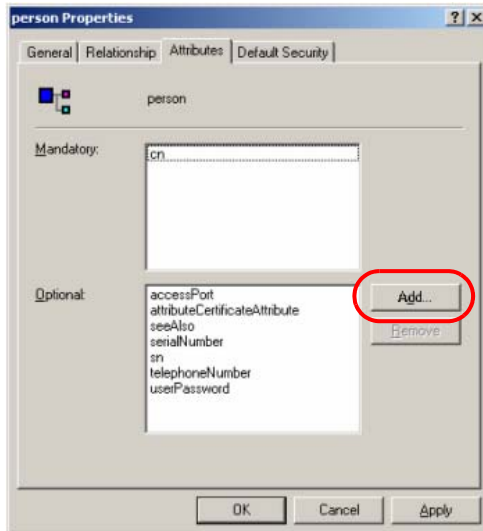 person Properties
General
Relationship
Attributes
Default Security
person
Mandatory:
cn
Optional:
accessPort
attributeCertificateAttribute
seeAlso
serialNumber
sn
telephoneNumber
userPassword
Add...
Remove
OK
Cancel
Apply